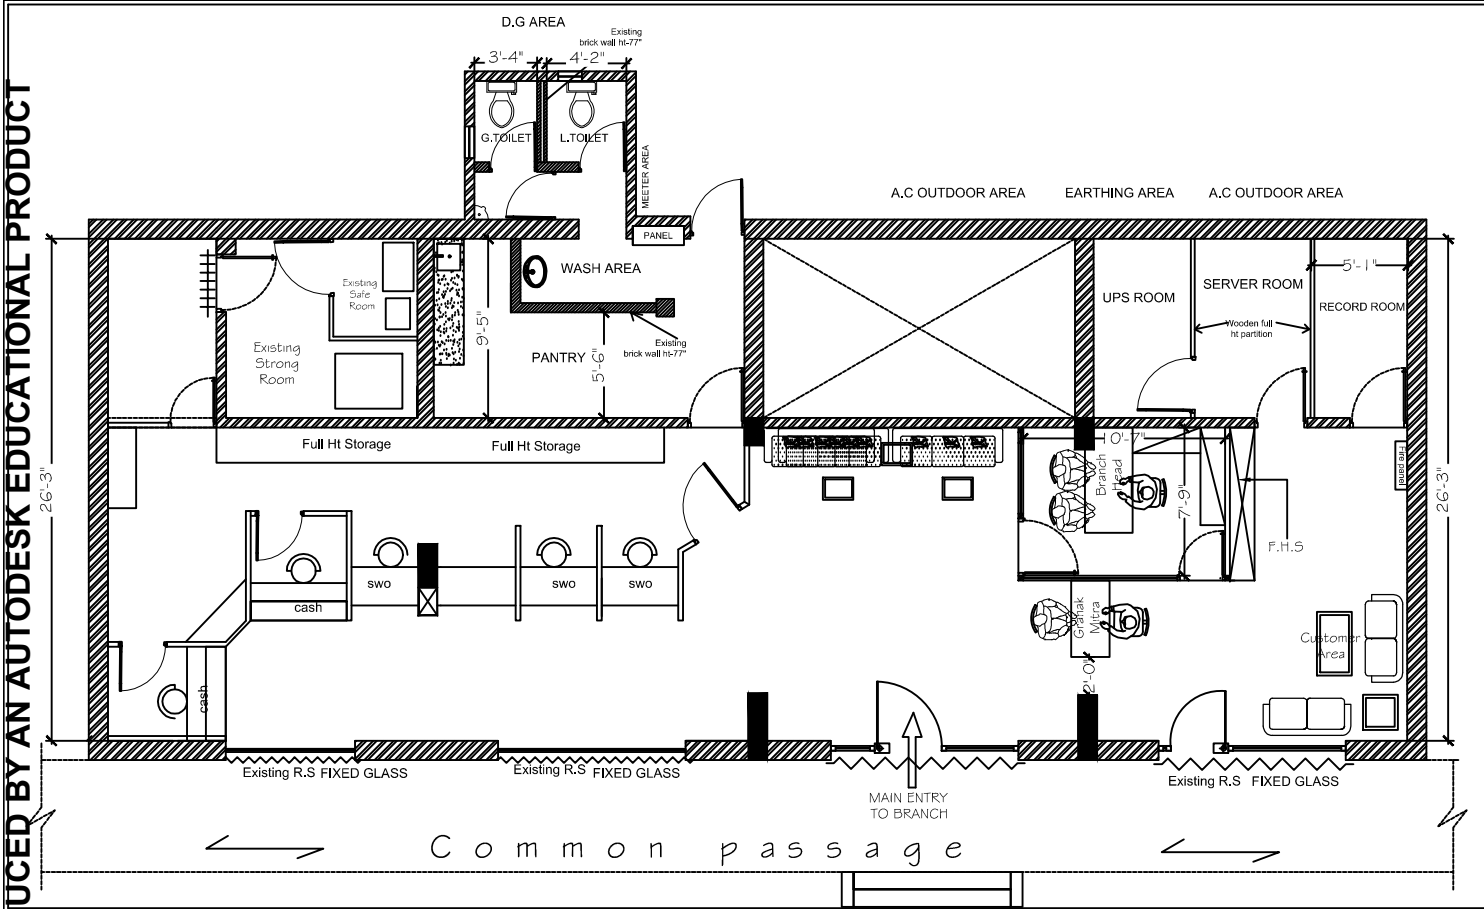 D.G AREA
Existing
brick wall ht-77"
3'-4"
4'-2"
G.TOILET
L.TOILET
MEETER AREA
A.C OUTDOOR AREA
EARTHING AREA
A.C OUTDOOR AREA
PANEL
WASH AREA
Existing
Safe
Room
Existing
Strong
Room
9'-5"
PANTRY
5'-6"
Existing
brick wall ht-77"
UPS ROOM
SERVER ROOM
5'-1"
RECORD ROOM
Wooden full
ht partition
Full Ht Storage
Full Ht Storage
10'-7"
Branch
Head
7'-9"
Fire panel
F.H.S
26'-3"
26'-3"
swo
swo
swo
cash
cash
Grahak
Mitra
2'-0"
Customer
Area
Existing R.S FIXED GLASS
Existing R.S FIXED GLASS
Existing R.S FIXED GLASS
MAIN ENTRY
TO BRANCH
Common passage
UCED BY AN AUTODESK EDUCATIONAL PRODUCT